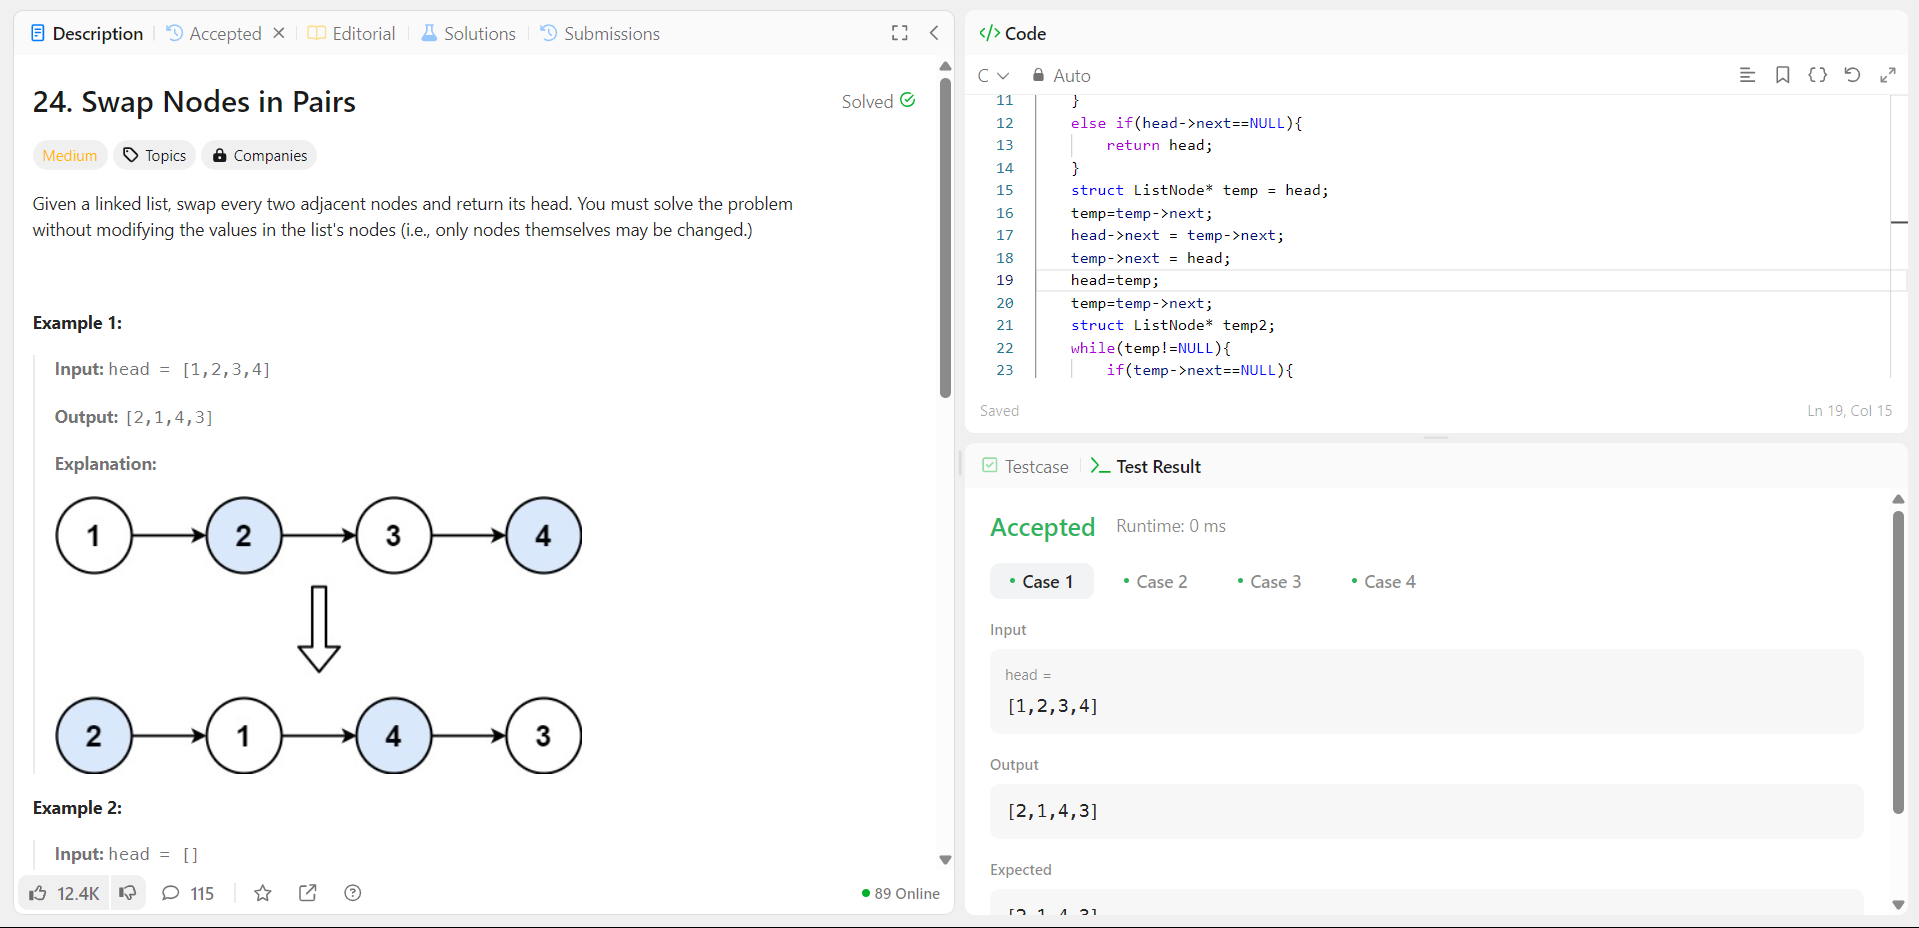 Description
Accepted
Editorial
Solutions
Submissions
24. Swap Nodes in Pairs
Solved
Medium
Topics
Companies
Given a linked list, swap every two adjacent nodes and return its head. You must solve the problem
without modifying the values in the list's nodes (i.e., only nodes themselves may be changed.)
Example 1:
Input: head = [1,2,3,4]
Output: [2,1,4,3]
Explanation:
1 2 3 4
2 1 4 3
Example 2:
Input: head = []
12.4K
115
89 Online
</> Code
C
Auto
11 }
12 else if(head->next==NULL){
13 return head;
14 }
15 struct ListNode* temp = head;
16 temp=temp->next;
17 head->next = temp->next;
18 temp->next = head;
19 head=temp;
20 temp=temp->next;
21 struct ListNode* temp2;
22 while(temp!=NULL){
23 if(temp->next==NULL){
Saved
Ln 19, Col 15
Testcase
Test Result
Accepted
Runtime: 0 ms
Case 1
Case 2
Case 3
Case 4
Input
head =
[1,2,3,4]
Output
[2,1,4,3]
Expected
[2,1,4,3]